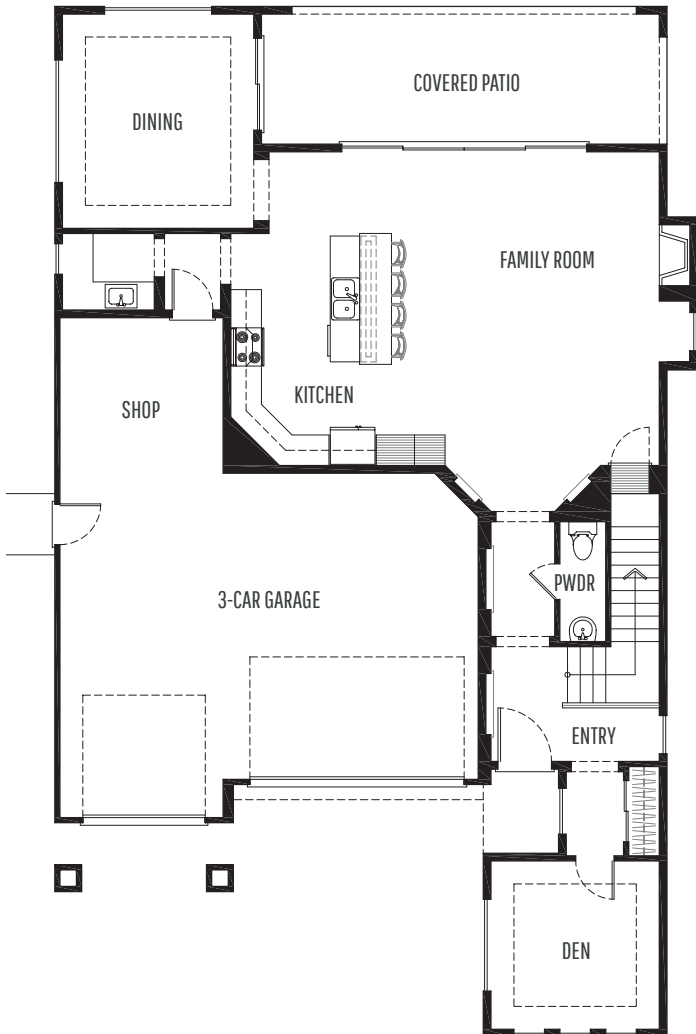 COVERED PATIO
DINING
FAMILY ROOM
KITCHEN
SHOP
PWDR
3-CAR GARAGE
ENTRY
DEN